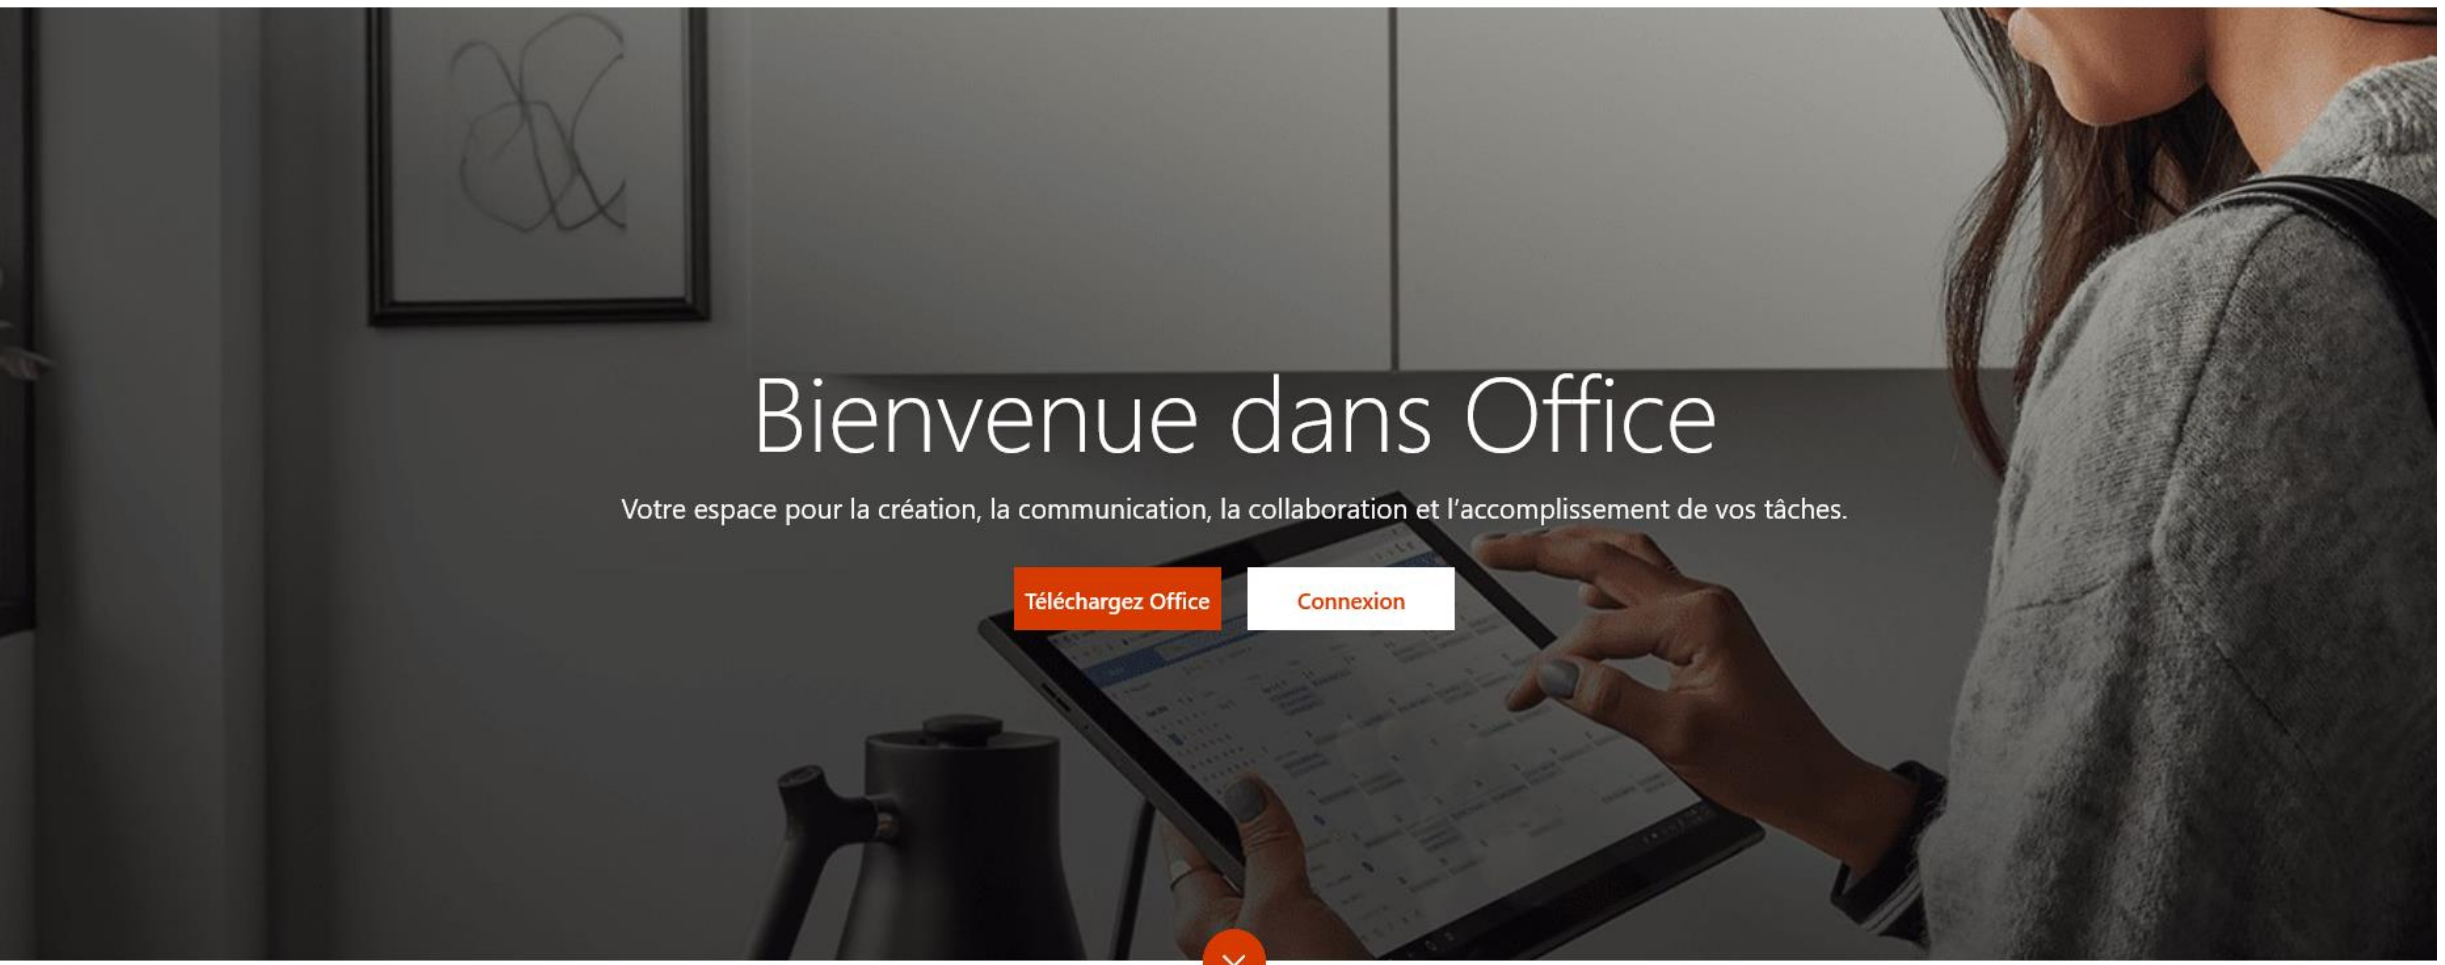 Bienvenue dans Office
Votre espace pour la création, la communication, la collaboration et l'accomplissement de vos tâches.
Téléchargez Office
Connexion